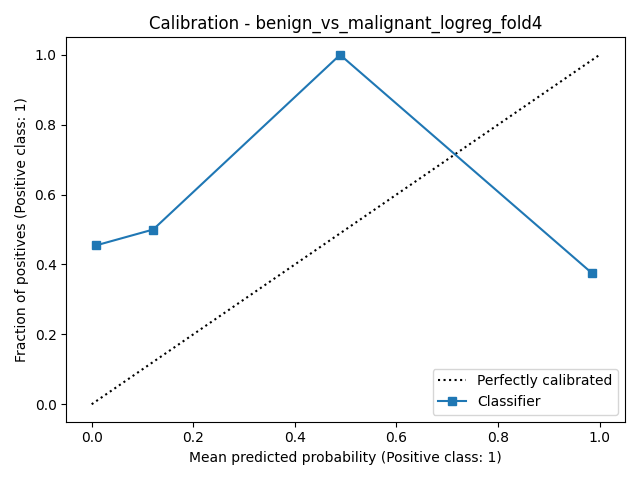 Calibration - benign_vs_malignant_logreg_fold4
Fraction of positives (Positive class: 1)
1.0
0.8
0.6
0.4
0.2
0.0
0.0 0.2 0.4 0.6 0.8 1.0
Mean predicted probability (Positive class: 1)
Perfectly calibrated
Classifier